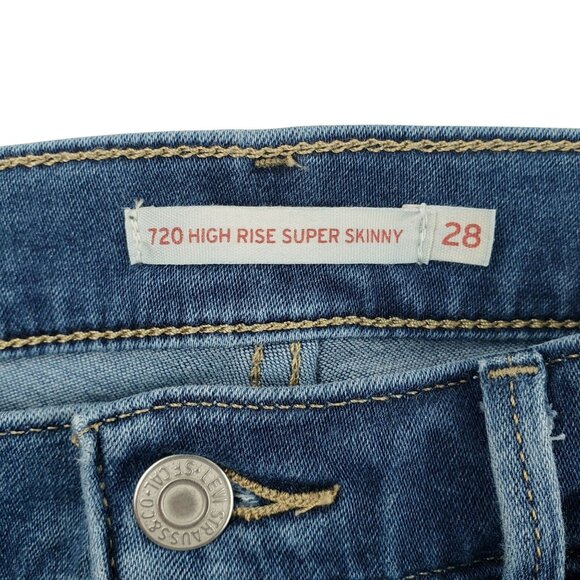 720 HIGH RISE SUPER SKINNY 28
LEVI STRAUSS & CO. S.F. CAL.